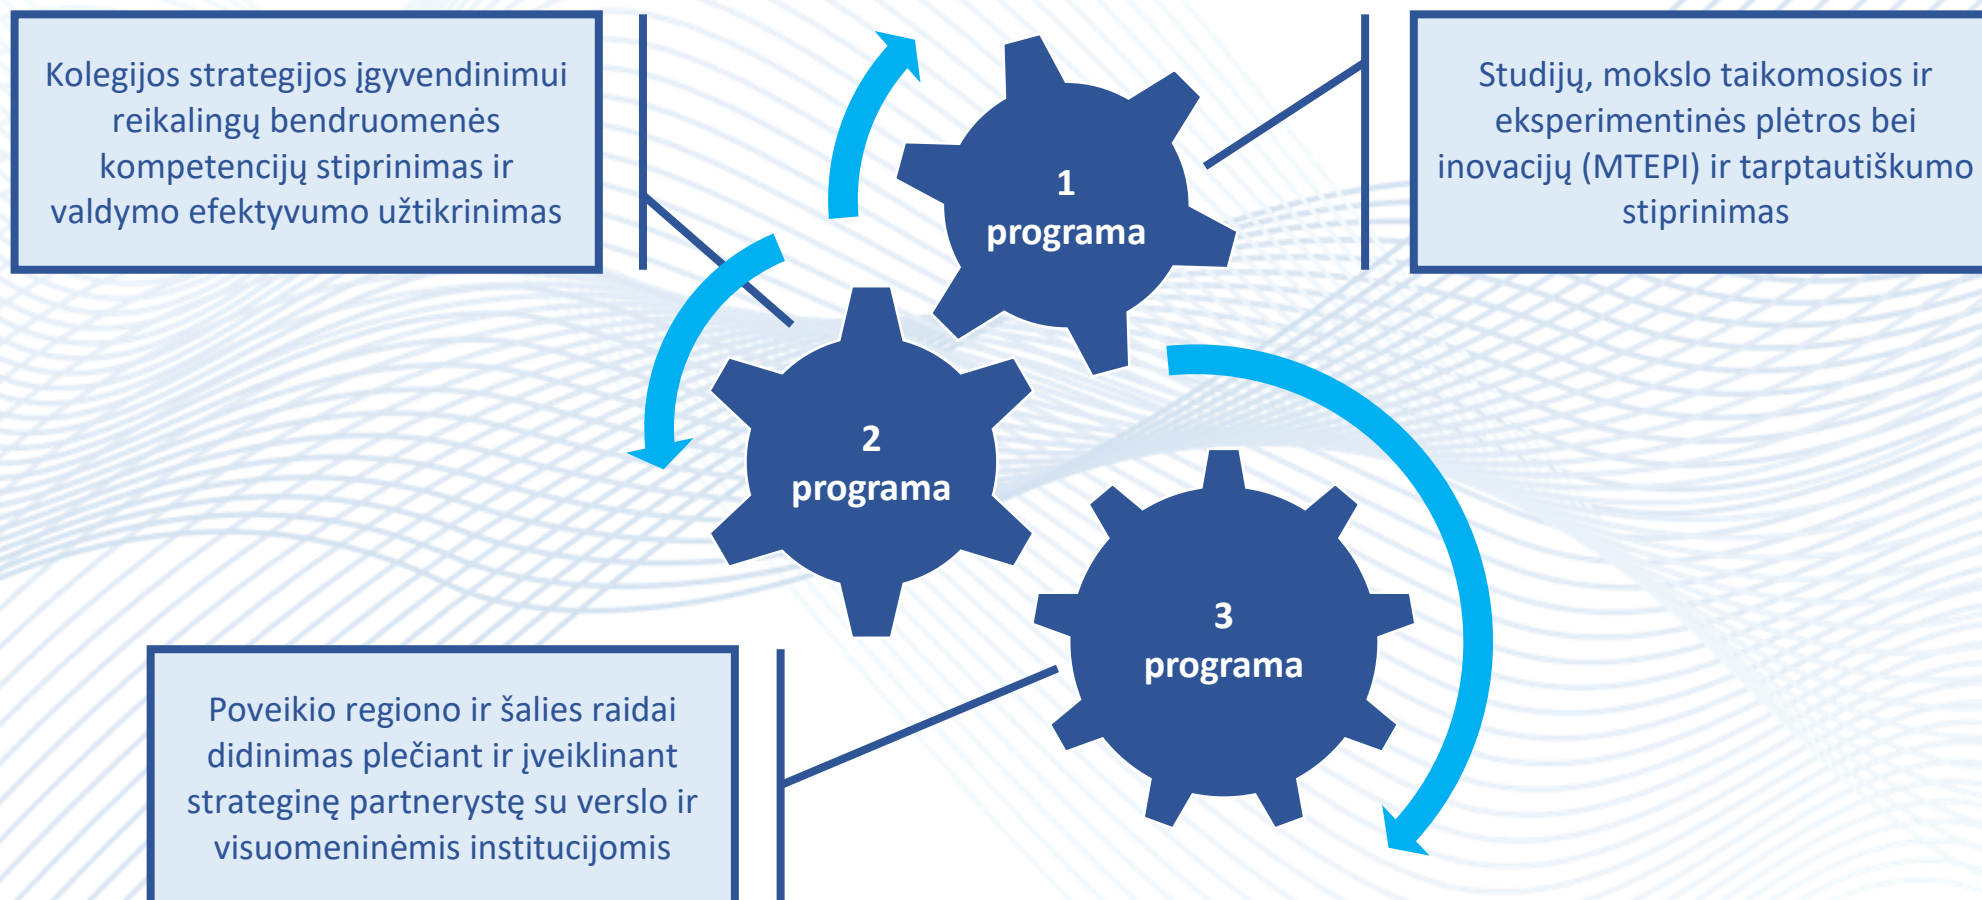 Kolegijos strategijos įgyvendinimui
reikalingų bendruomenės
kompetencijų stiprinimas ir
valdymo efektyvumo užtikrinimas
Studijų, mokslo taikomosios ir
eksperimentinės plėtros bei
inovacijų (MTEPI) ir tarptautiškumo
stiprinimas
1
programa
2
programa
3
programa
Poveikio regiono ir šalies raidai
didinimas plečiant ir įveiklinant
strateginę partnerystę su verslo ir
visuomeninėmis institucijomis